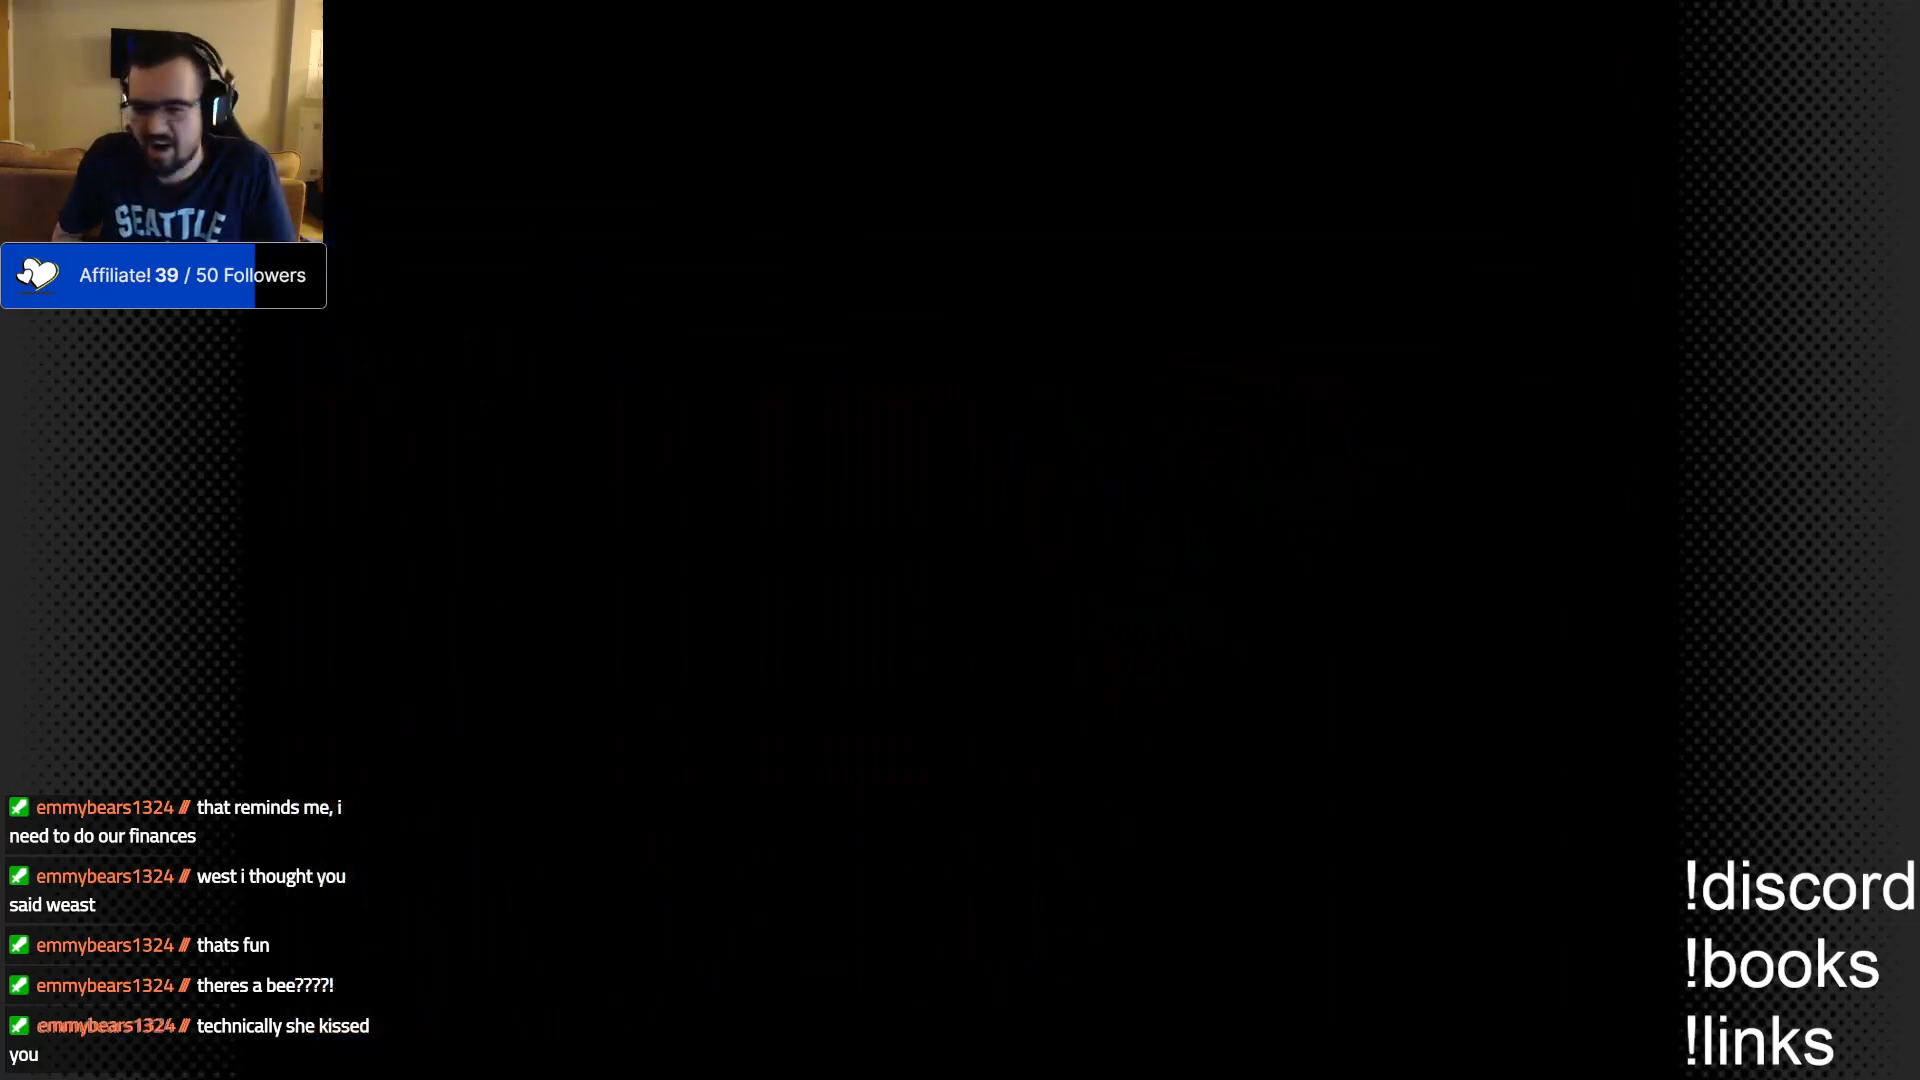 SEATTLE
Affiliate! 39 / 50 Followers
emmybears1324 /// that reminds me, i
need to do our finances
emmybears1324 /// west i thought you
said weast
emmybears1324 /// thats fun
emmybears1324 /// theres a bee????!
emmybears1324 /// technically she kissed
you
!discord
!books
!links